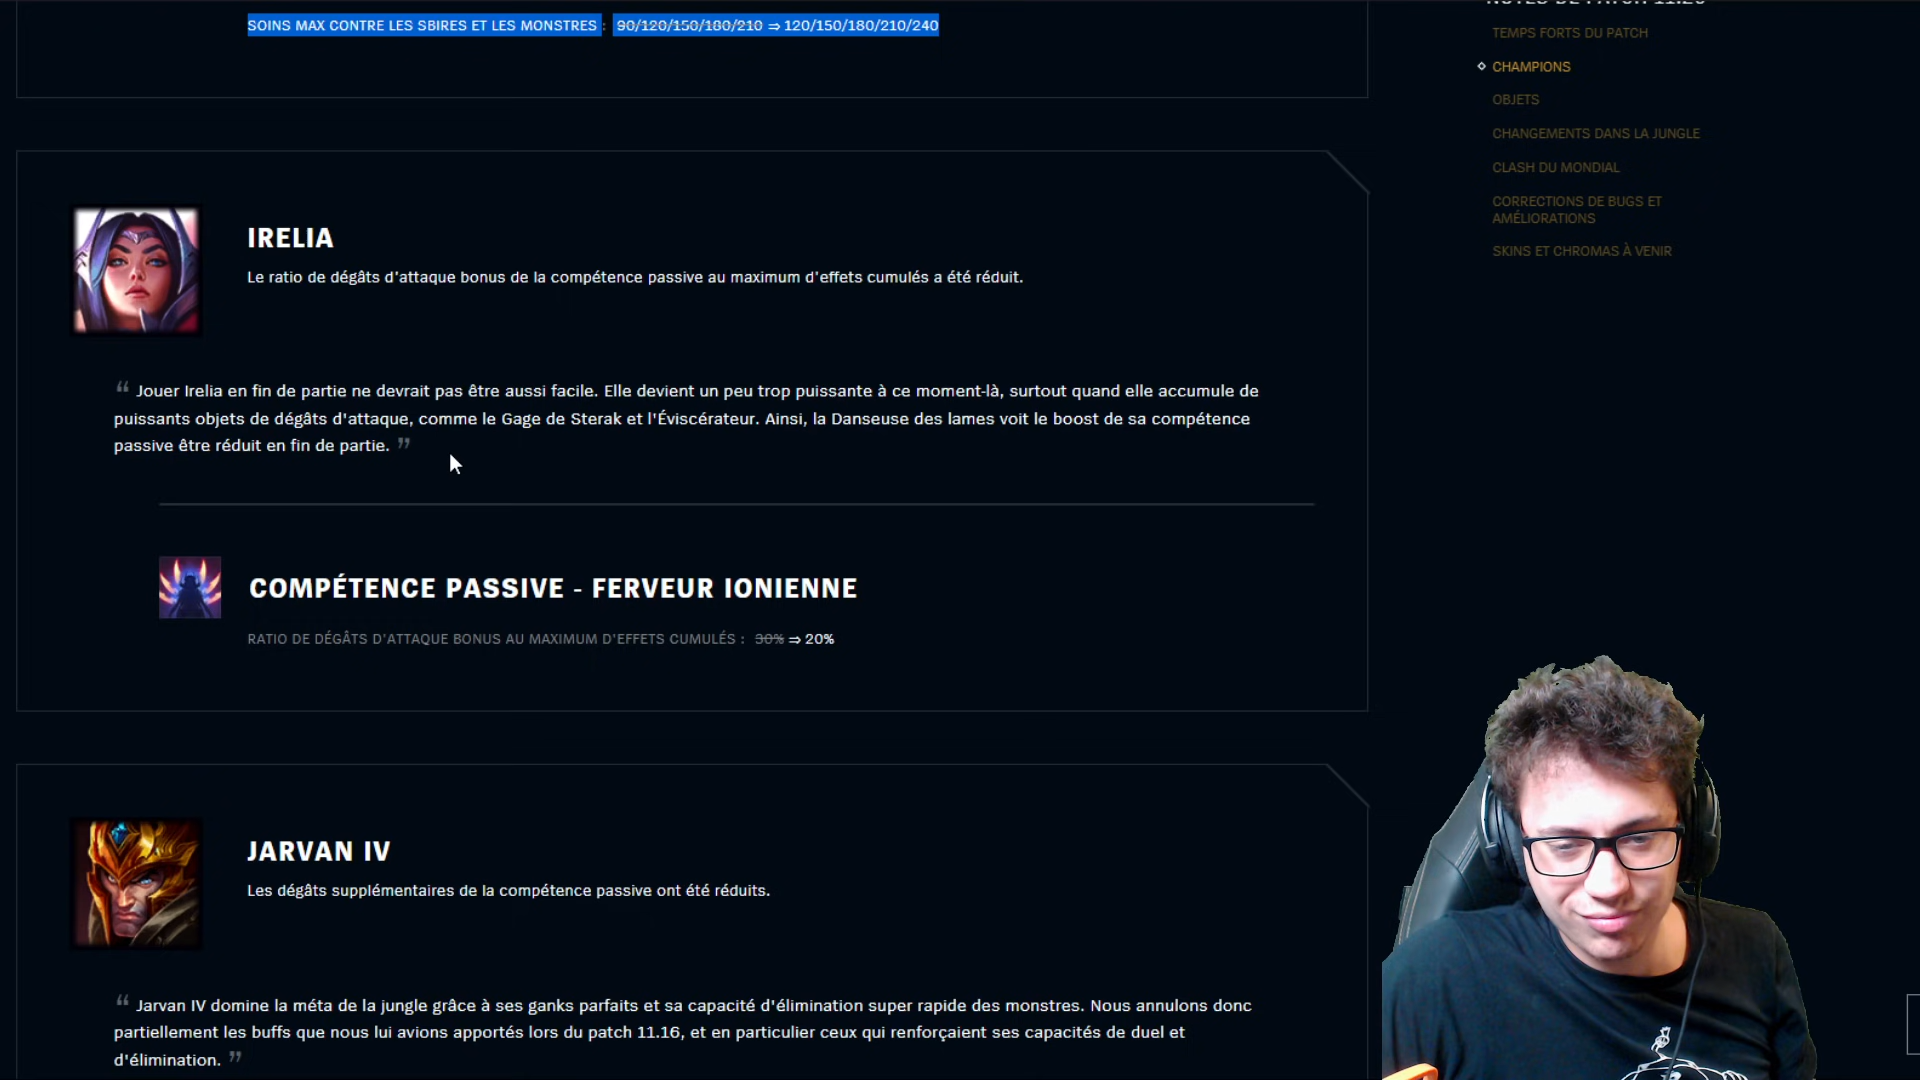 SOINS MAX CONTRE LES SBIRES ET LES MONSTRES : 90/120/150/180/210 ⇒ 120/150/180/210/240
IRELIA
Le ratio de dégâts d'attaque bonus de la compétence passive au maximum d'effets cumulés a été réduit.
“ Jouer Irelia en fin de partie ne devrait pas être aussi facile. Elle devient un peu trop puissante à ce moment-là, surtout quand elle accumule de
puissants objets de dégâts d'attaque, comme le Gage de Sterak et l'Éviscérateur. Ainsi, la Danseuse des lames voit le boost de sa compétence
passive être réduit en fin de partie. ”
COMPÉTENCE PASSIVE - FERVEUR IONIENNE
RATIO DE DÉGÂTS D'ATTAQUE BONUS AU MAXIMUM D'EFFETS CUMULÉS : 30% ⇒ 20%
JARVAN IV
Les dégâts supplémentaires de la compétence passive ont été réduits.
“ Jarvan IV domine la méta de la jungle grâce à ses ganks parfaits et sa capacité d'élimination super rapide des monstres. Nous annulons donc
partiellement les buffs que nous lui avions apportés lors du patch 11.16, et en particulier ceux qui renforçaient ses capacités de duel et
d'élimination. ”
TEMPS FORTS DU PATCH
CHAMPIONS
OBJETS
CHANGEMENTS DANS LA JUNGLE
CLASH DU MONDIAL
CORRECTIONS DE BUGS ET
AMÉLIORATIONS
SKINS ET CHROMAS À VENIR